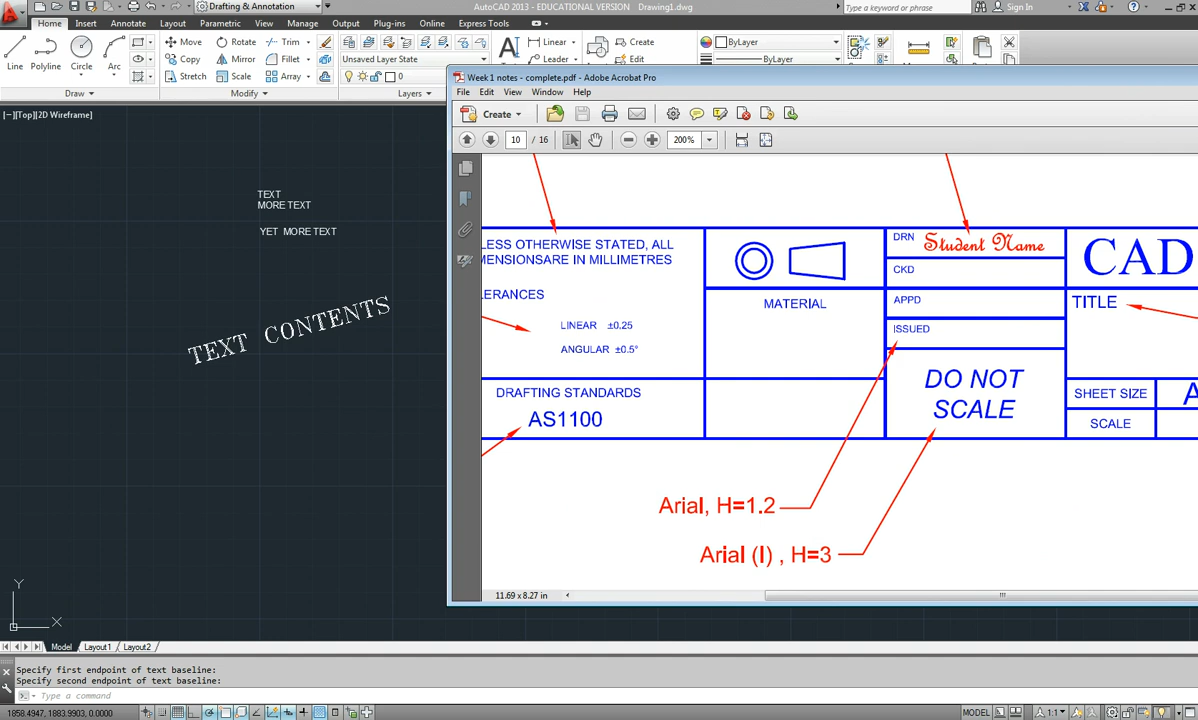 Drafting & Annotation
AutoCAD 2013 - EDUCATIONAL VERSION Drawing1.dwg
Type a keyword or phrase
Sign In
Home Insert Annotate Layout Parametric View Manage Output Plug-ins Online Express Tools
Line Polyline Circle Arc
Move Rotate Trim
Copy Mirror Fillet
Stretch Scale Array
Draw Modify Layers
Unsaved Layer State
0
Linear
Leader
Create
Edit
ByLayer
ByLayer
[−][Top][2D Wireframe]
TEXT
MORE TEXT
YET MORE TEXT
TEXT CONTENTS
Y
X
Week 1 notes - complete.pdf - Adobe Acrobat Pro
File Edit View Window Help
Create
10 / 16
200%
LESS OTHERWISE STATED, ALL
MENSIONSARE IN MILLIMETRES
LERANCES
LINEAR ±0.25
ANGULAR ±0.5°
DRAFTING STANDARDS
AS1100
MATERIAL
DRN Student Name
CKD
APPD
ISSUED
DO NOT
SCALE
CAD
TITLE
SHEET SIZE A
SCALE
Arial, H=1.2
Arial (I) , H=3
11.69 x 8.27 in
Model Layout1 Layout2
Specify first endpoint of text baseline:
Specify second endpoint of text baseline:
Type a command
1858.4947, 1883.9903, 0.0000
MODEL
1:1